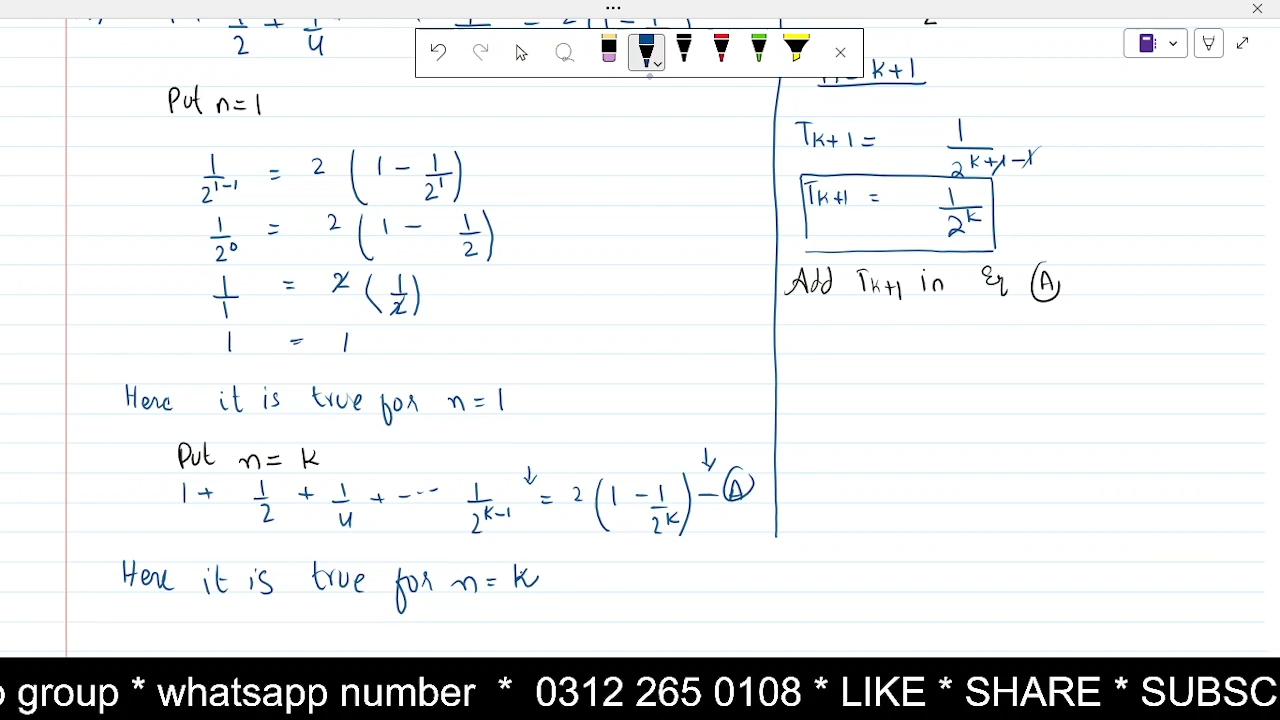 Put n = 1
1/2^(1-1) = 2 (1 - 1/2^1)
1/2^0 = 2 (1 - 1/2)
1/1 = 2 (1/2)
1 = 1
Here it is true for n = 1
Put n = k
1 + 1/2 + 1/4 + --- 1/2^(k-1) = 2 (1 - 1/2^k) — A
Here it is true for n = k
k+1
Tk+1 = 1/2^(k+1-1)
Tk+1 = 1/2^k
Add Tk+1 in Eq A
group * whatsapp number * 0312 265 0108 * LIKE * SHARE * SUBSC